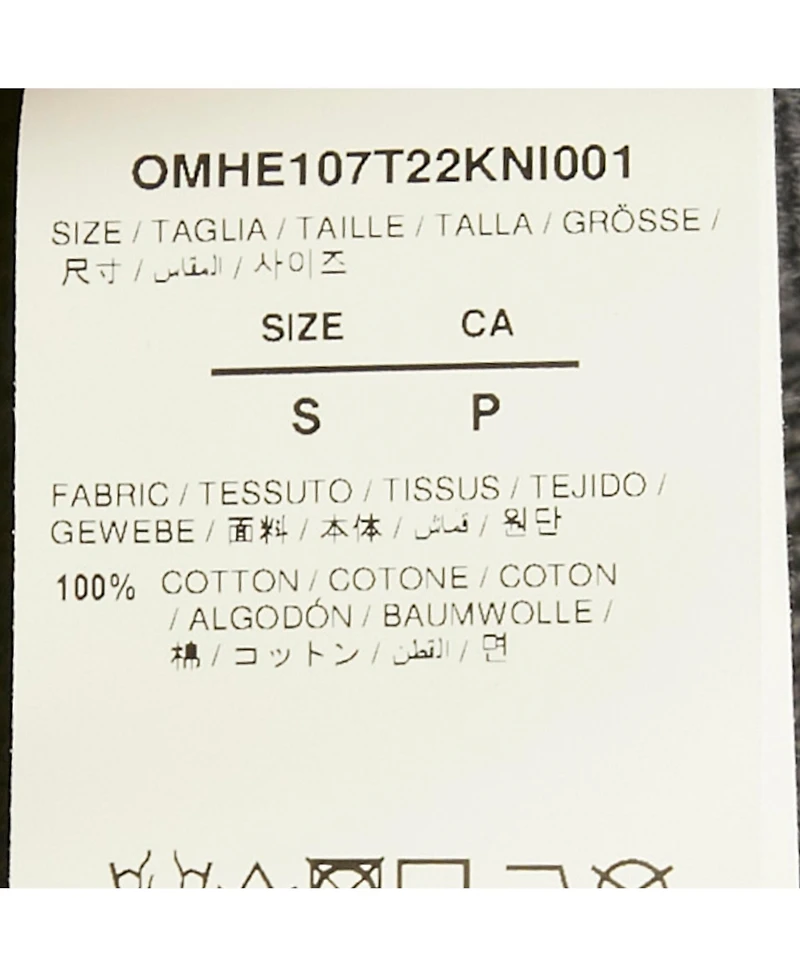 OMHE107T22KNI001
SIZE / TAGLIA / TAILLE / TALLA / GRÖSSE /
尺寸 / المقاس / 사이즈
SIZE CA
S P
FABRIC / TESSUTO / TISSUS / TEJIDO /
GEWEBE / 面料 / 本体 / قماش / 원단
100% COTTON / COTONE / COTON
/ ALGODÓN / BAUMWOLLE /
棉 / コットン / القطن / 면